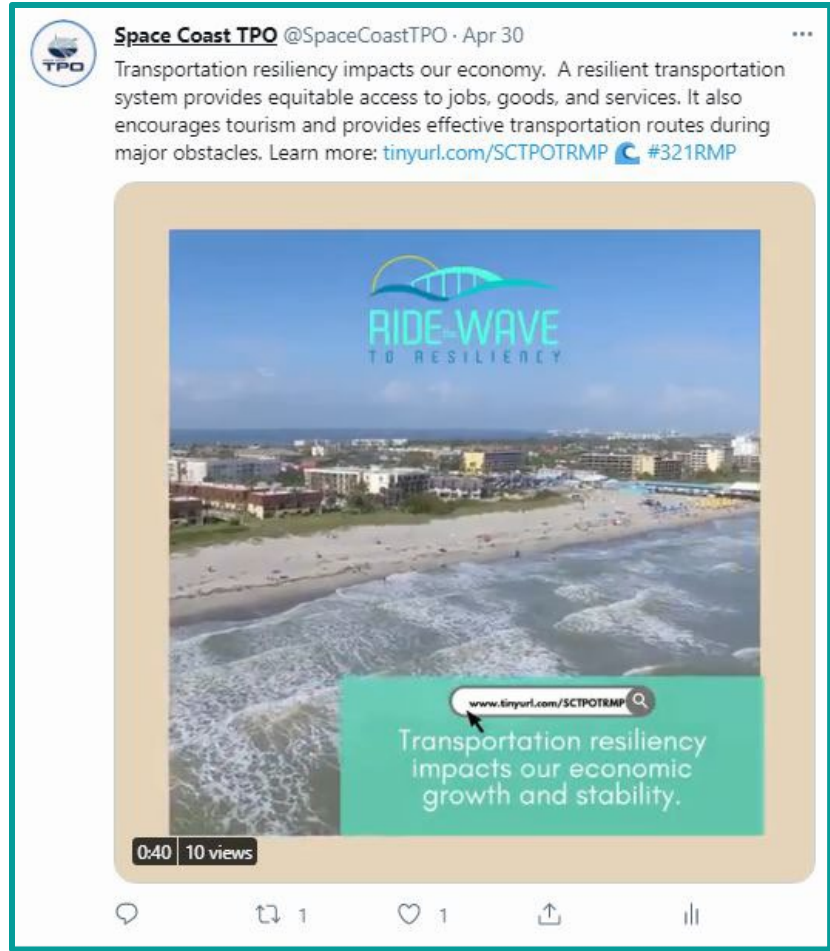 TPO
Space Coast TPO @SpaceCoastTPO · Apr 30
Transportation resiliency impacts our economy. A resilient transportation
system provides equitable access to jobs, goods, and services. It also
encourages tourism and provides effective transportation routes during
major obstacles. Learn more: tinyurl.com/SCTPOTRMP 🌊 #321RMP
RIDE THE WAVE
TO RESILIENCY
www.tinyurl.com/SCTPOTRMP
Transportation resiliency
impacts our economic
growth and stability.
0:40 10 views
1 1